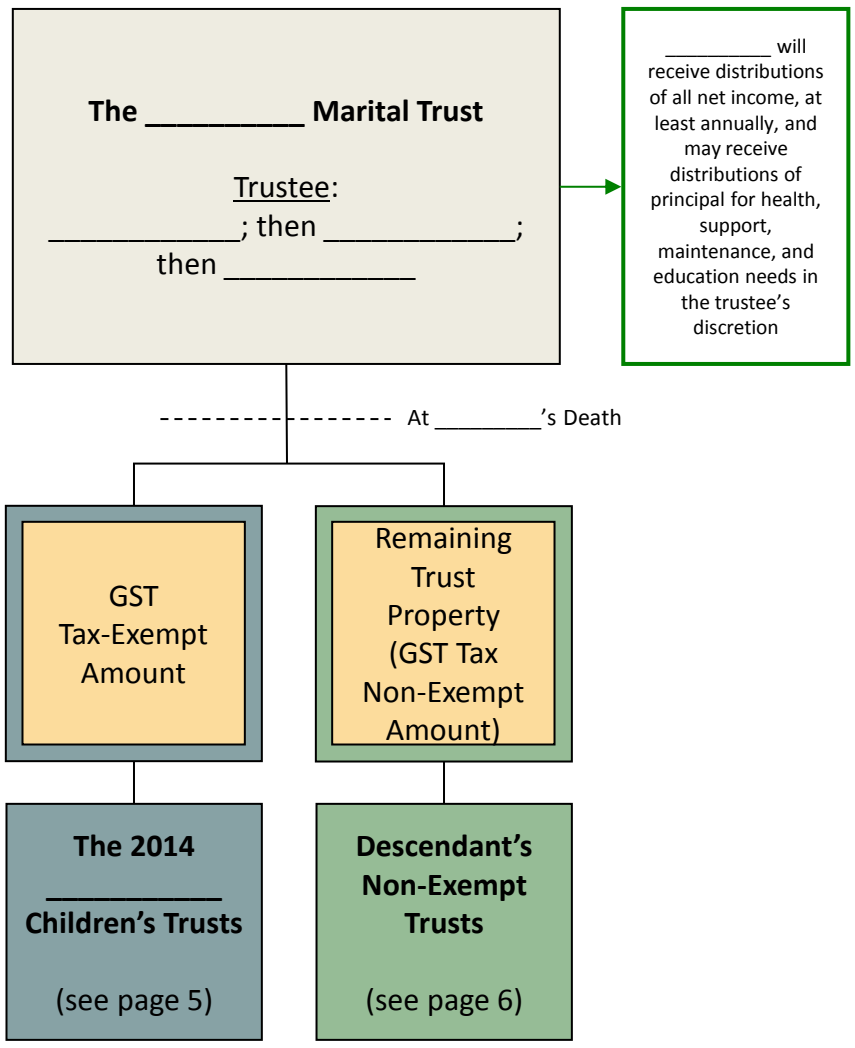 The __________ Marital Trust
Trustee:
____________; then ____________;
then ____________
__________ will
receive distributions
of all net income, at
least annually, and
may receive
distributions of
principal for health,
support,
maintenance, and
education needs in
the trustee’s
discretion
At _________’s Death
GST
Tax-Exempt
Amount
Remaining
Trust
Property
(GST Tax
Non-Exempt
Amount)
The 2014
___________
Children’s Trusts
(see page 5)
Descendant’s
Non-Exempt
Trusts
(see page 6)